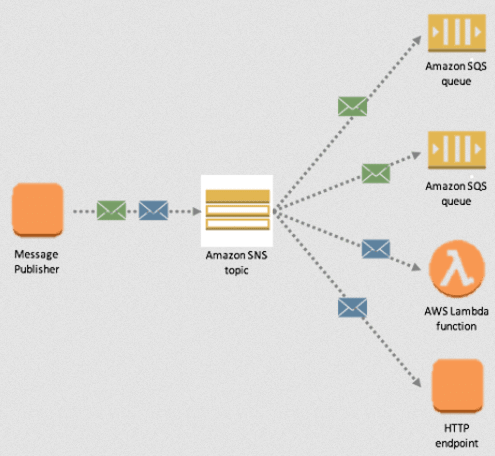 Amazon SQS
queue
Amazon SQS
queue
Message
Publisher
Amazon SNS
topic
AWS Lambda
function
HTTP
endpoint